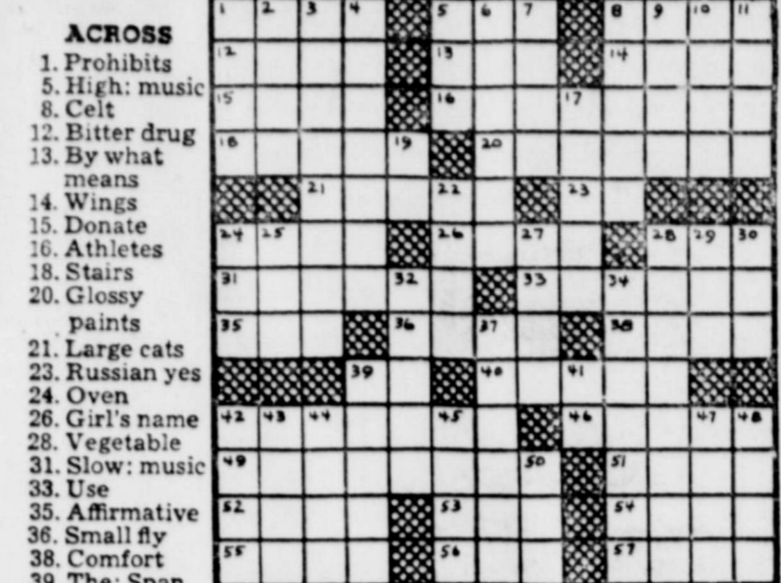 ACROSS
1. Prohibits
5. High: music
8. Celt
12. Bitter drug
13. By what
means
14. Wings
15. Donate
16. Athletes
18. Stairs
20. Glossy
paints
21. Large cats
23. Russian yes
24. Oven
26. Girl's name
28. Vegetable
31. Slow: music
33. Use
35. Affirmative
36. Small fly
38. Comfort
39. The: Span
1 2 3 4 5 6 7 8 9 10 11
12 13 14
15 16 17
18 19 20
21 22 23
24 25 26 27 28 29 30
31 32 33 34
35 36 37 38
39 40 41
42 43 44 45 46 47 48
49 50 51
52 53 54
55 56 57